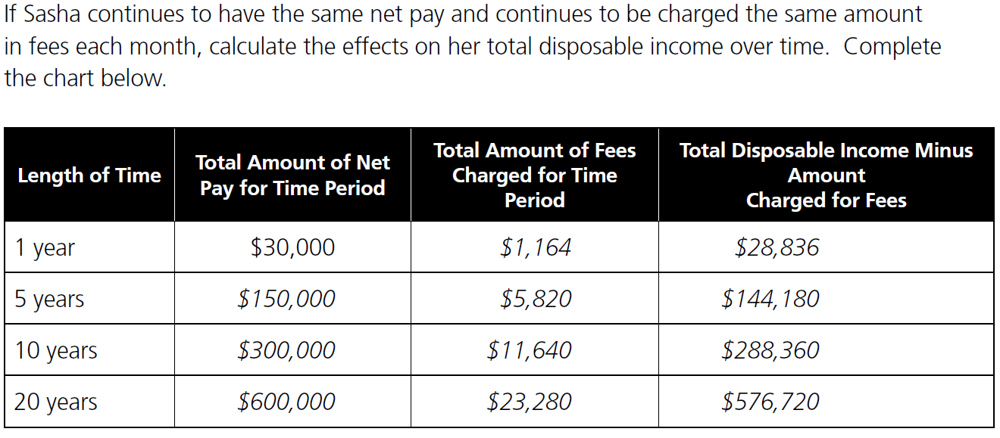 If Sasha continues to have the same net pay and continues to be charged the same amount
in fees each month, calculate the effects on her total disposable income over time.  Complete
the chart below.
Length of Time
Total Amount of Net
Pay for Time Period
Total Amount of Fees
Charged for Time
Period
Total Disposable Income Minus
Amount
Charged for Fees
1 year
$30,000
$1,164
$28,836
5 years
$150,000
$5,820
$144,180
10 years
$300,000
$11,640
$288,360
20 years
$600,000
$23,280
$576,720